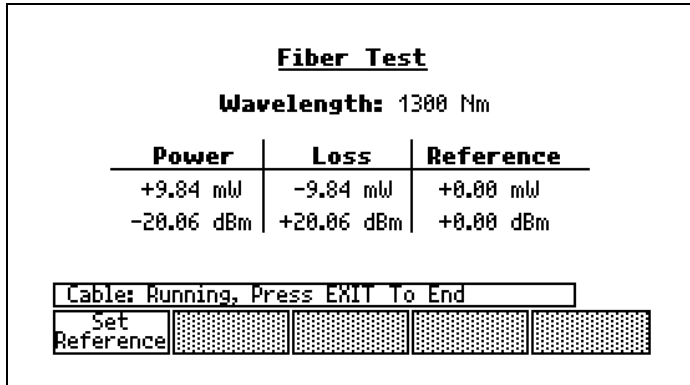 Fiber Test
Wavelength: 1300 Nm
Power Loss Reference
+9.84 mW -9.84 mW +0.00 mW
-20.06 dBm +20.06 dBm +0.00 dBm
Cable: Running, Press EXIT To End
Set
Reference